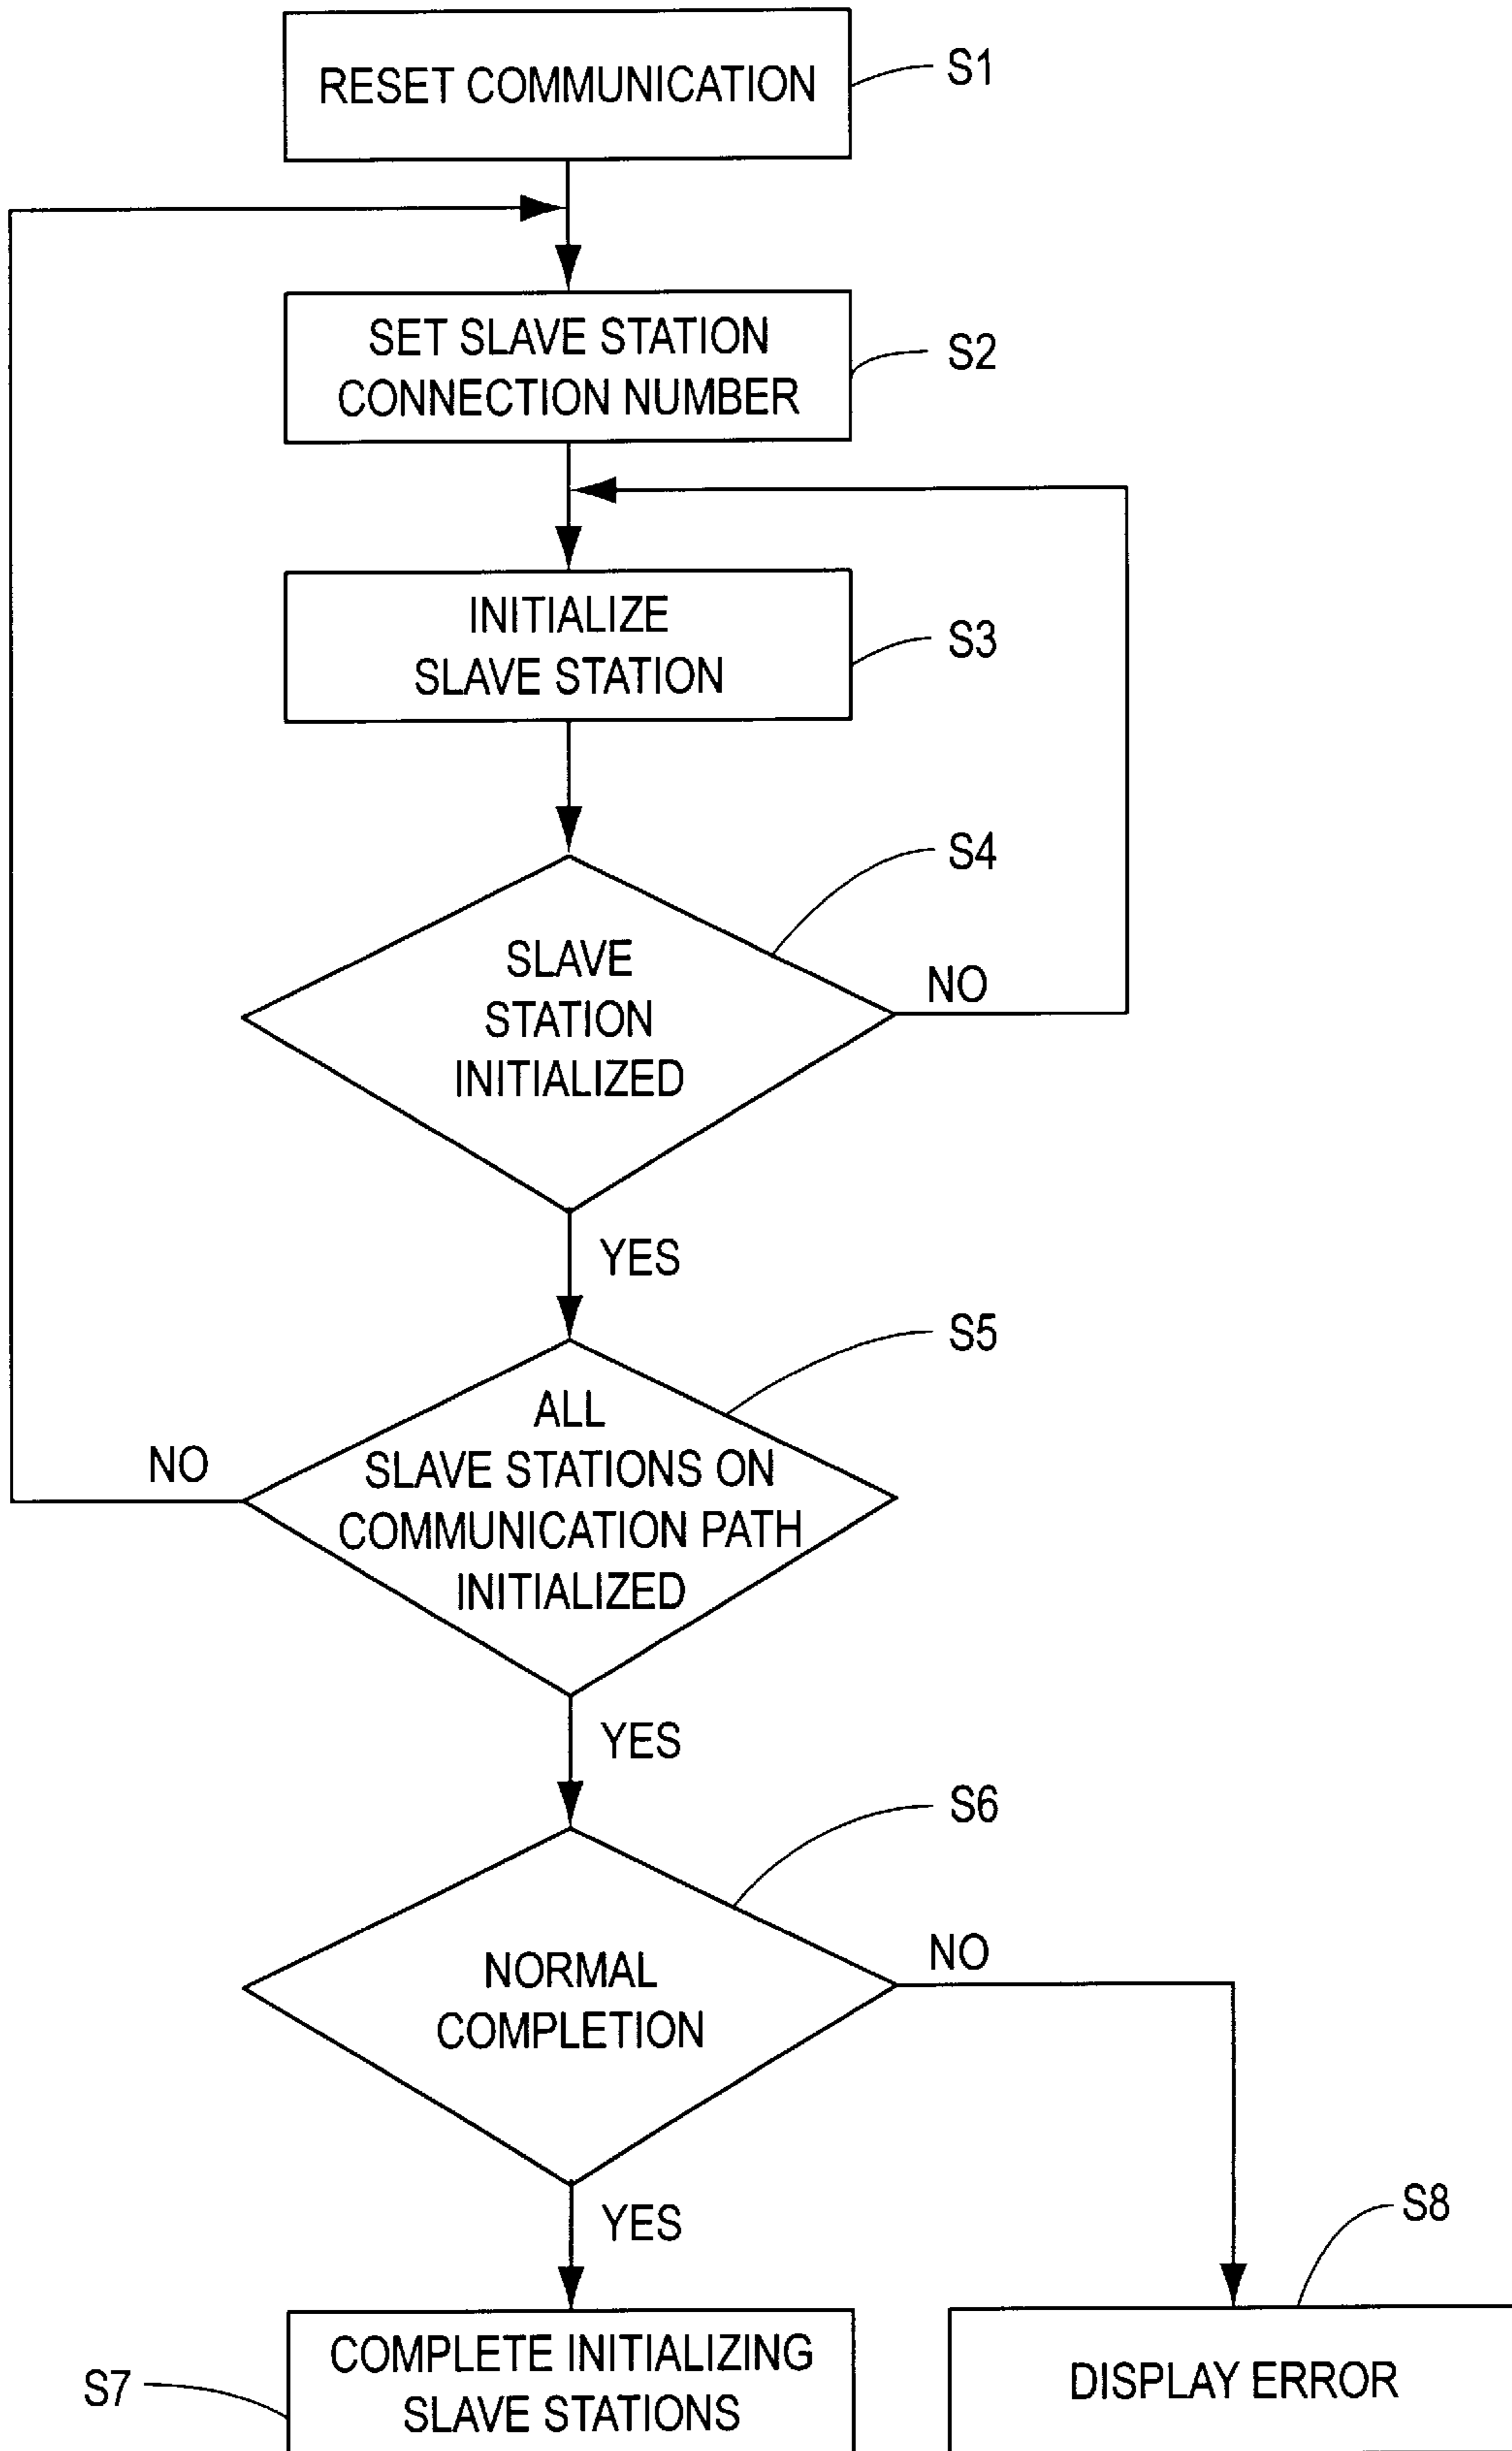 RESET COMMUNICATION
S1
SET SLAVE STATION
CONNECTION NUMBER
S2
INITIALIZE
SLAVE STATION
S3
S4
SLAVE
STATION
INITIALIZED
NO
YES
S5
ALL
SLAVE STATIONS ON
COMMUNICATION PATH
INITIALIZED
NO
YES
S6
NORMAL
COMPLETION
NO
YES
S8
S7
COMPLETE INITIALIZING
SLAVE STATIONS
DISPLAY ERROR